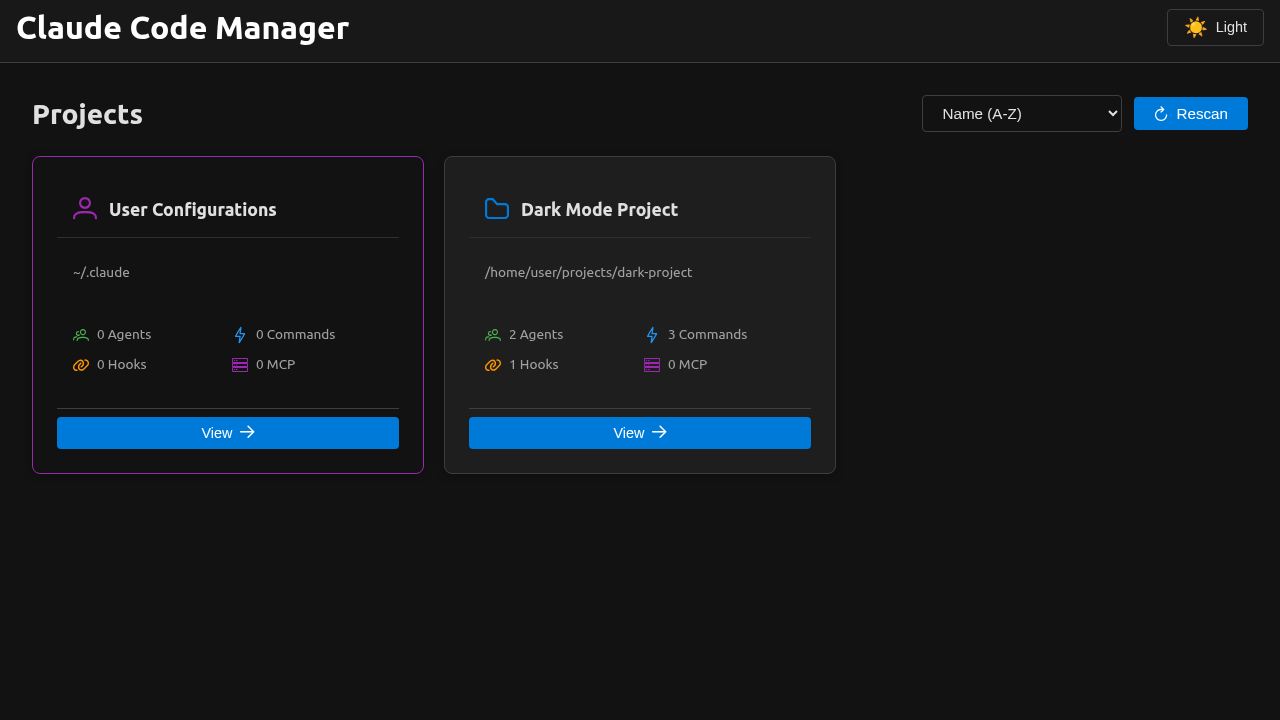 Claude Code Manager
☀️ Light
Projects
Name (A-Z)
Rescan
User Configurations
~/.claude
0 Agents
0 Commands
0 Hooks
0 MCP
View →
Dark Mode Project
/home/user/projects/dark-project
2 Agents
3 Commands
1 Hooks
0 MCP
View →